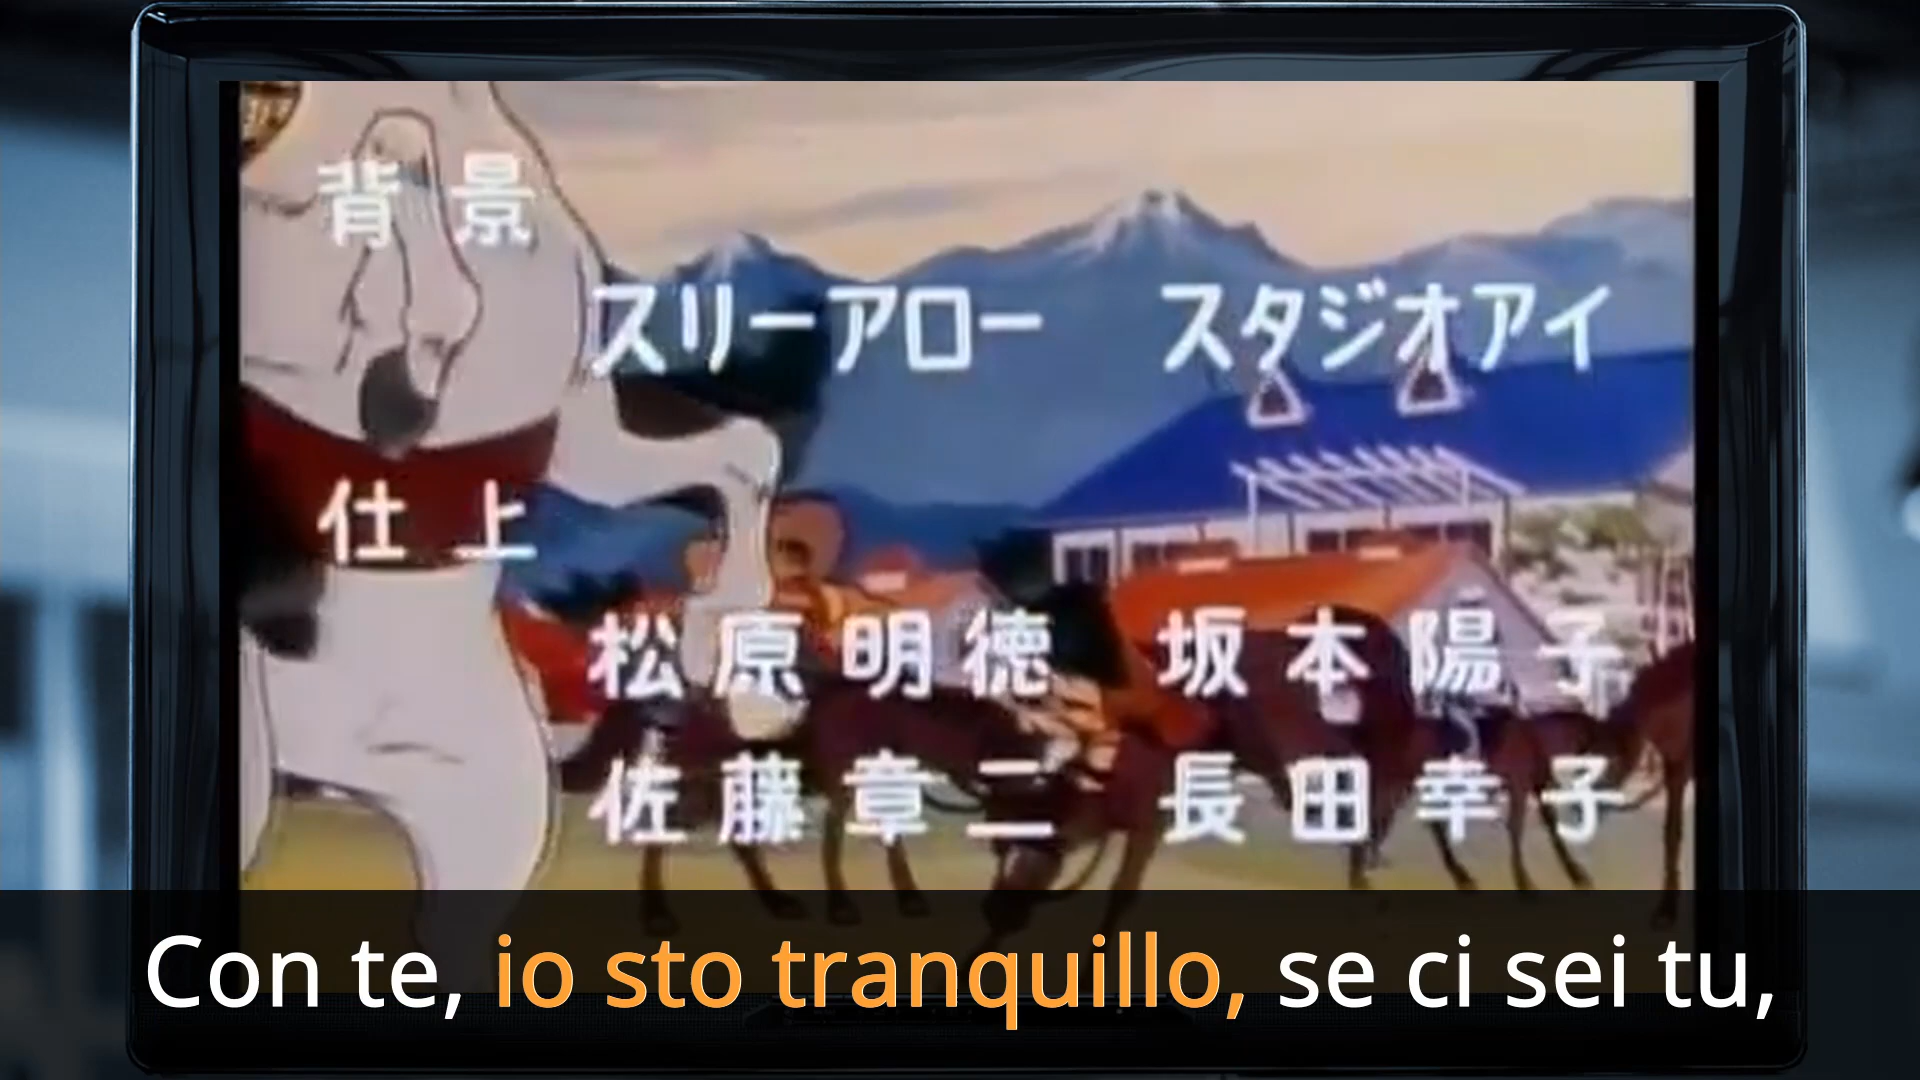 背景
スリーアロー スタジオアイ
仕上
松原明徳 坂本陽子
佐藤章二 長田幸子
Con te, io sto tranquillo, se ci sei tu,